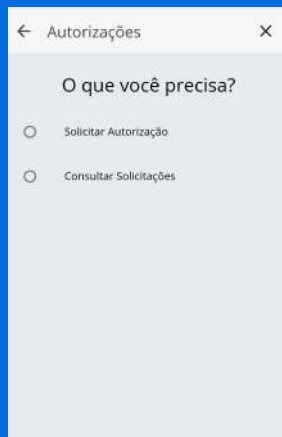 Autorizações
O que você precisa?
Solicitar Autorização
Consultar Solicitações